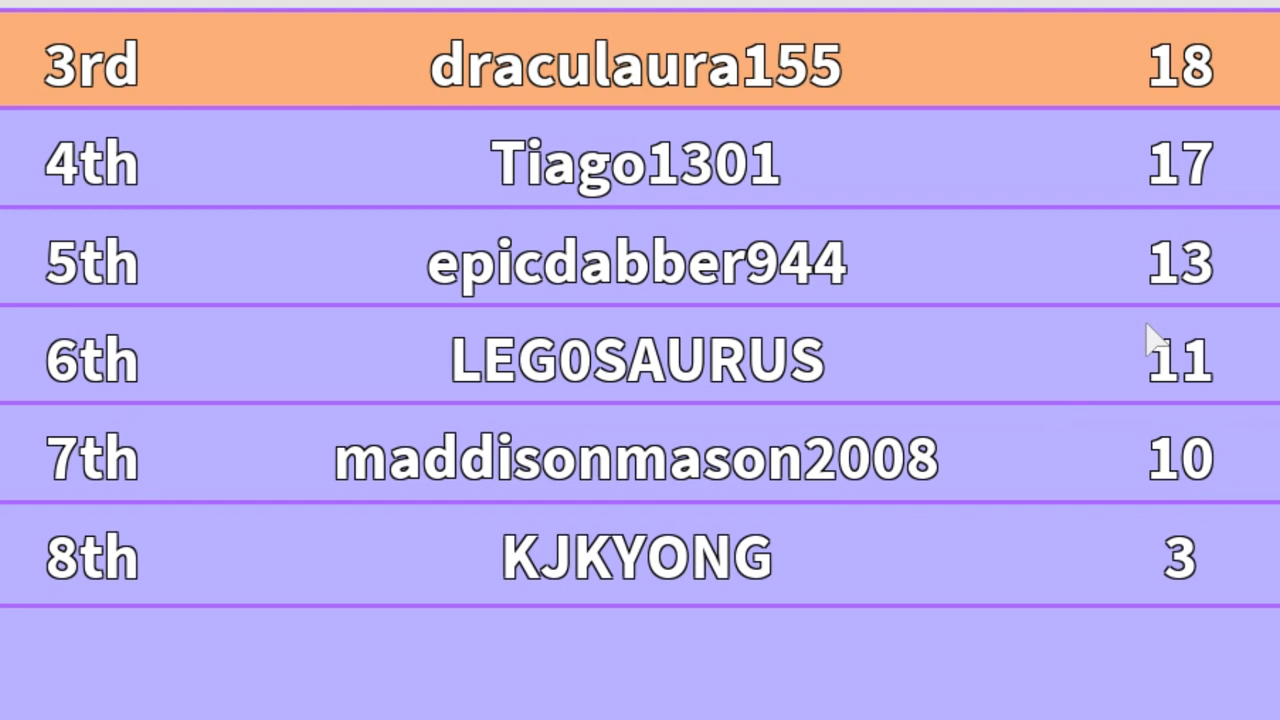 3rd draculaura155 18
4th Tiago1301 17
5th epicdabber944 13
6th LEG0SAURUS 11
7th maddisonmason2008 10
8th KJKYONG 3